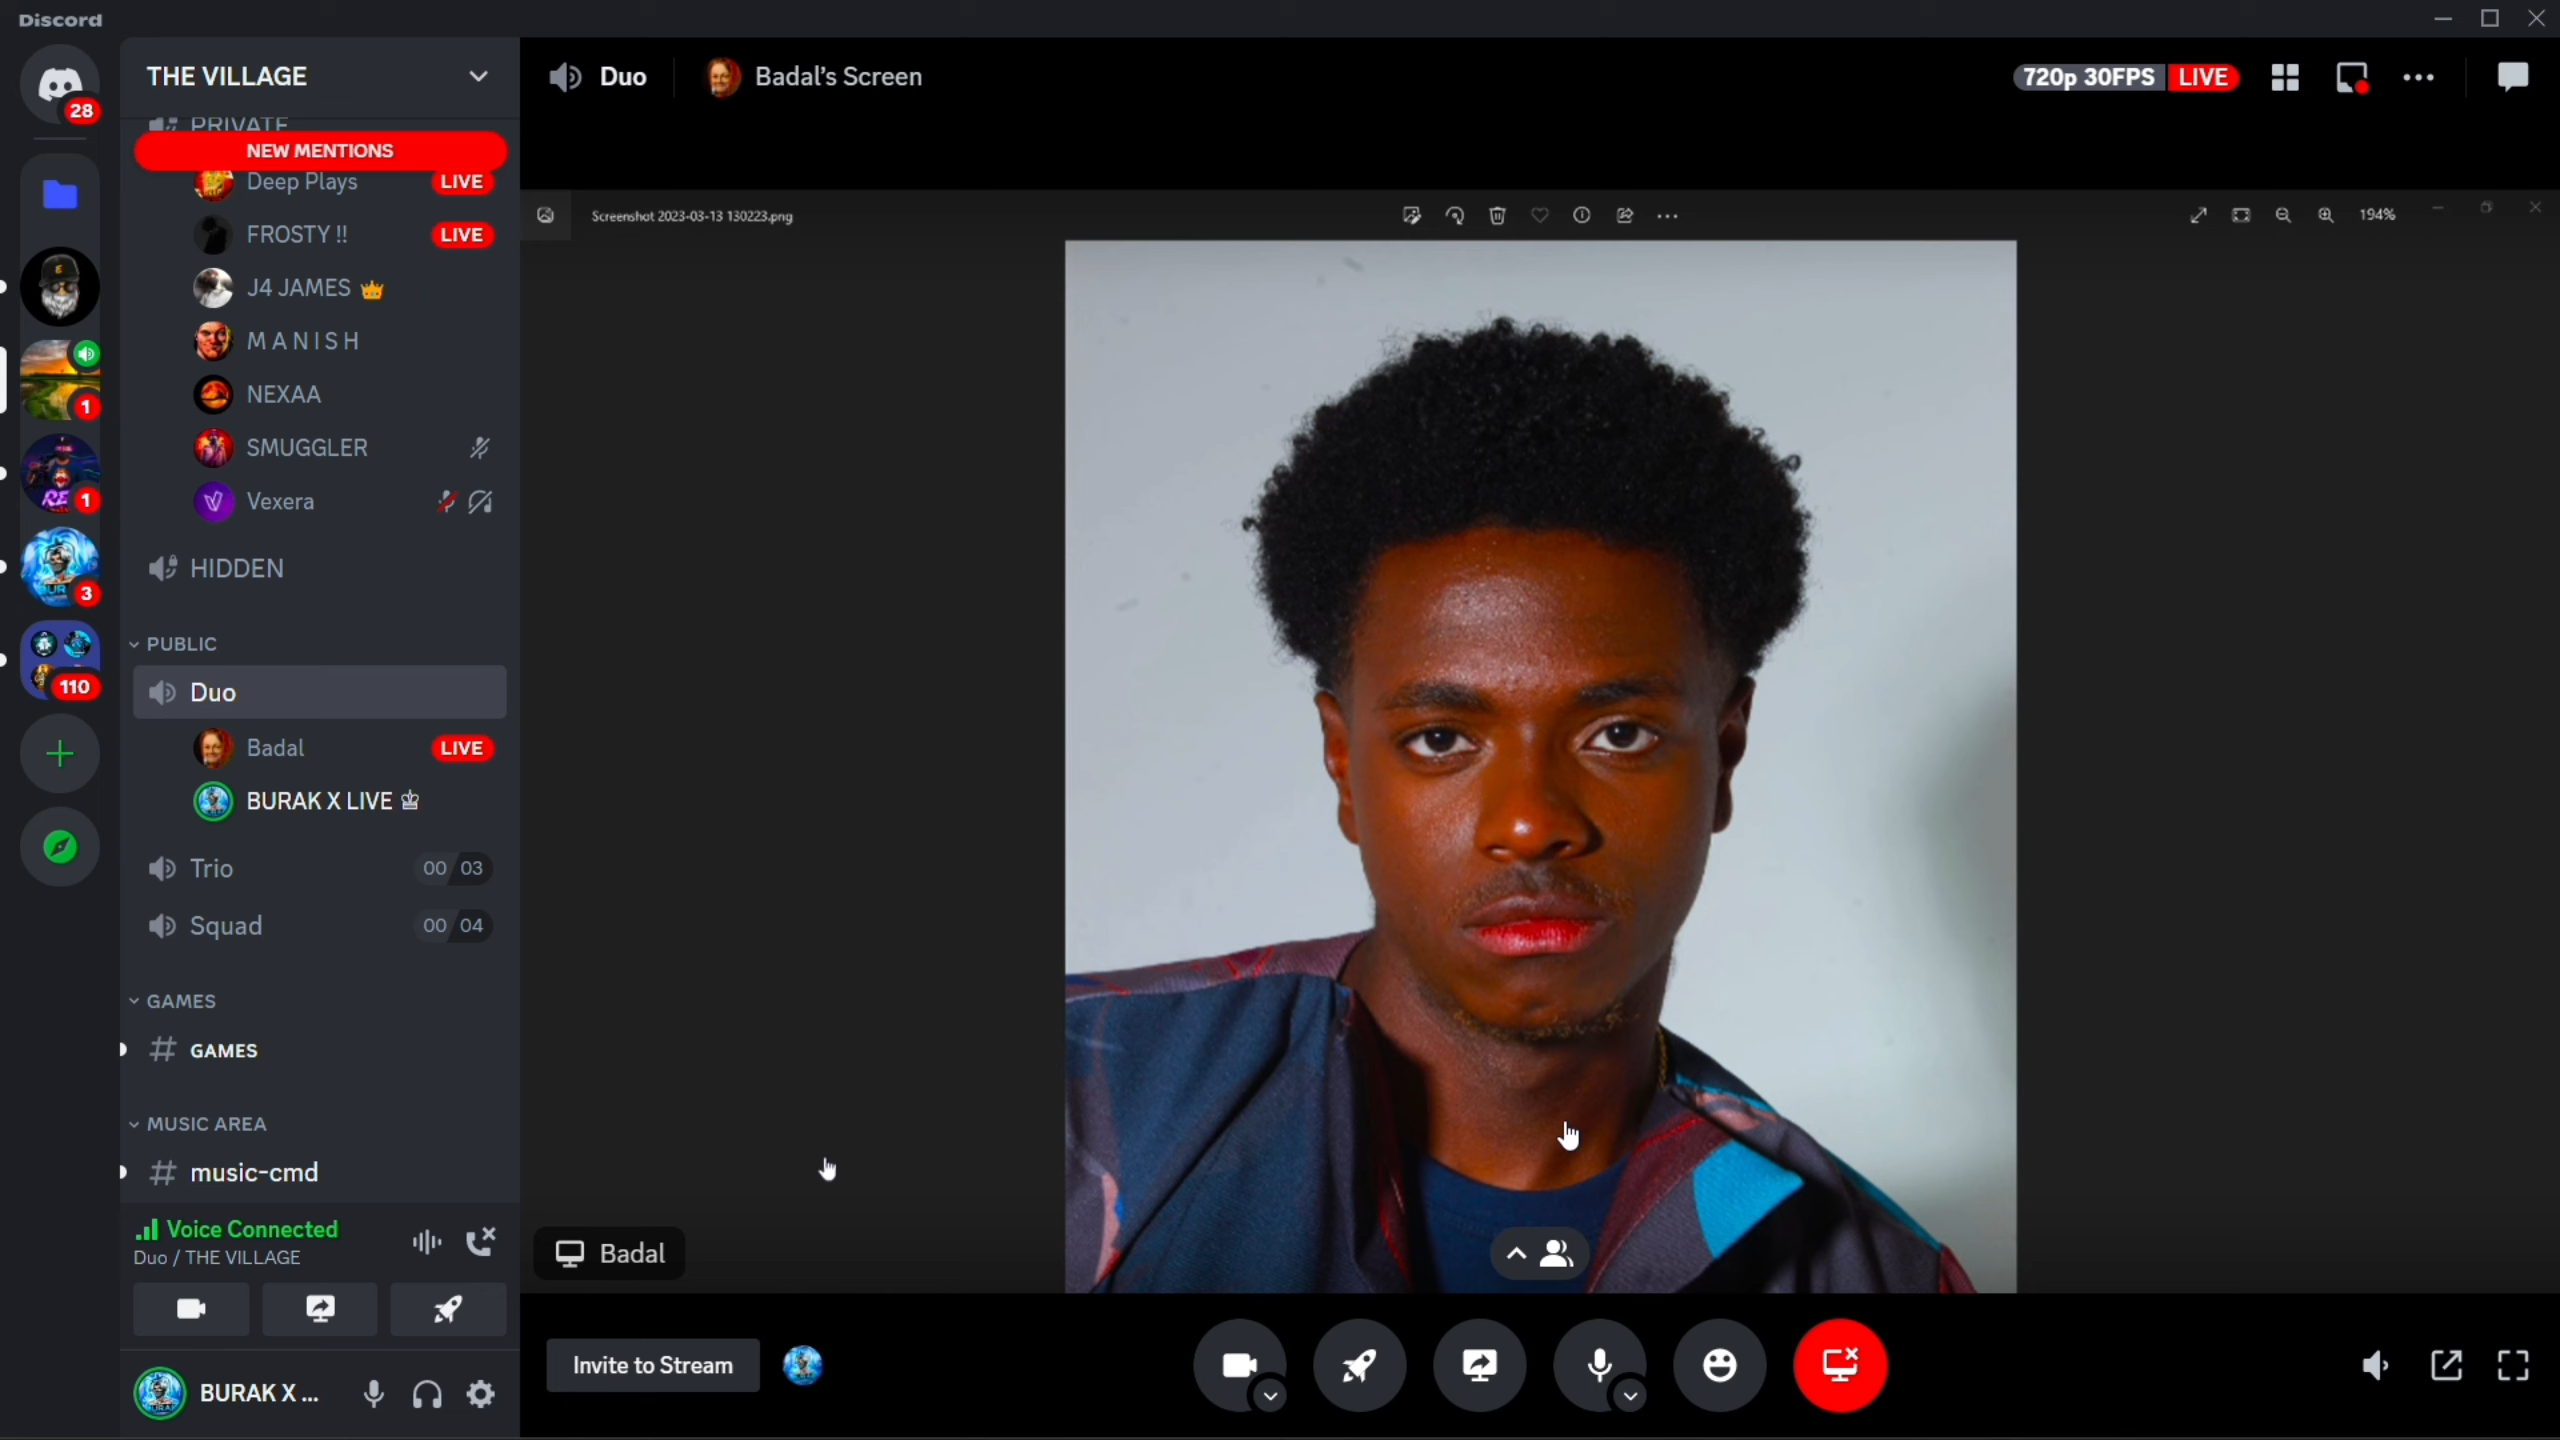 Discord
28
1
RE
1
UR
3
110
THE VILLAGE
PRIVATE
NEW MENTIONS
Deep Plays LIVE
FROSTY !! LIVE
J4 JAMES 👑
M A N I S H
NEXAA
SMUGGLER
Vexera
HIDDEN
PUBLIC
Duo
Badal LIVE
BURAK X LIVE ♔
Trio 00 03
Squad 00 04
GAMES
# GAMES
MUSIC AREA
# music-cmd
Voice Connected
Duo / THE VILLAGE
BURAK X ...
Duo Badal's Screen 720p 30FPS LIVE
Screenshot 2023-03-13 130223.png 194%
Badal
Invite to Stream